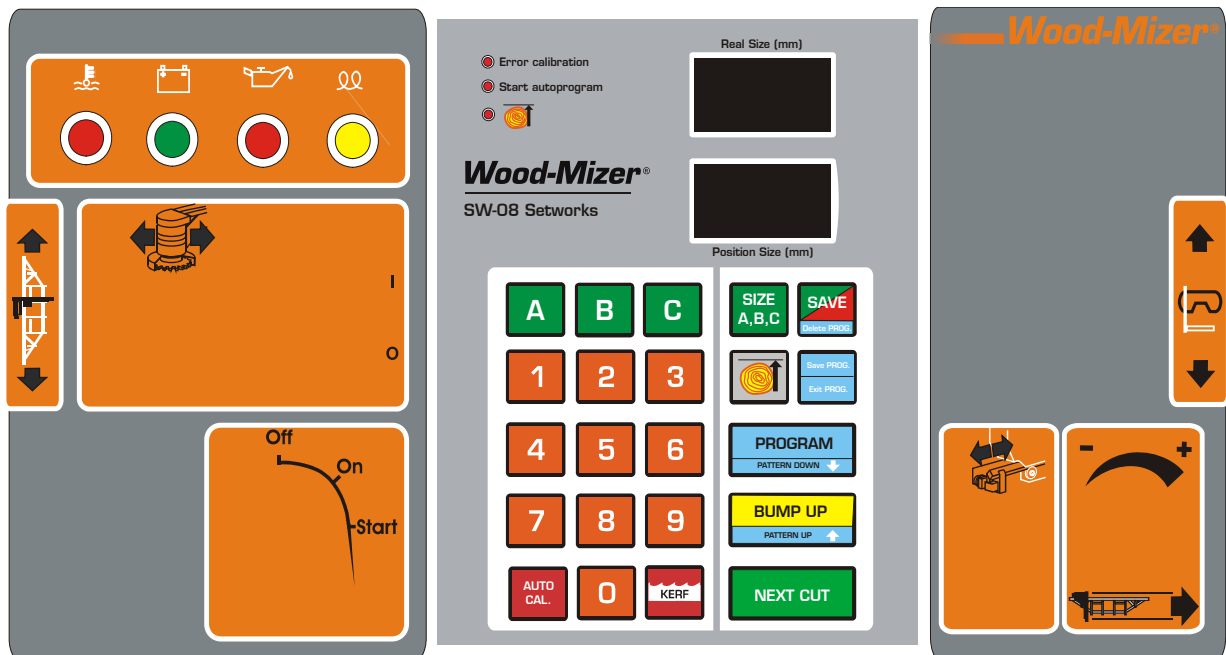 I
O
Off
On
Start
Error calibration
Start autoprogram
Wood-Mizer®
SW-08 Setworks
Real Size (mm)
Position Size (mm)
A B C
1 2 3
4 5 6
7 8 9
AUTO
CAL.
0
KERF
SIZE
A,B,C
SAVE
Delete PROG.
Save PROG.
Exit PROG.
PROGRAM
PATTERN DOWN
BUMP UP
PATTERN UP
NEXT CUT
Wood-Mizer®
- +